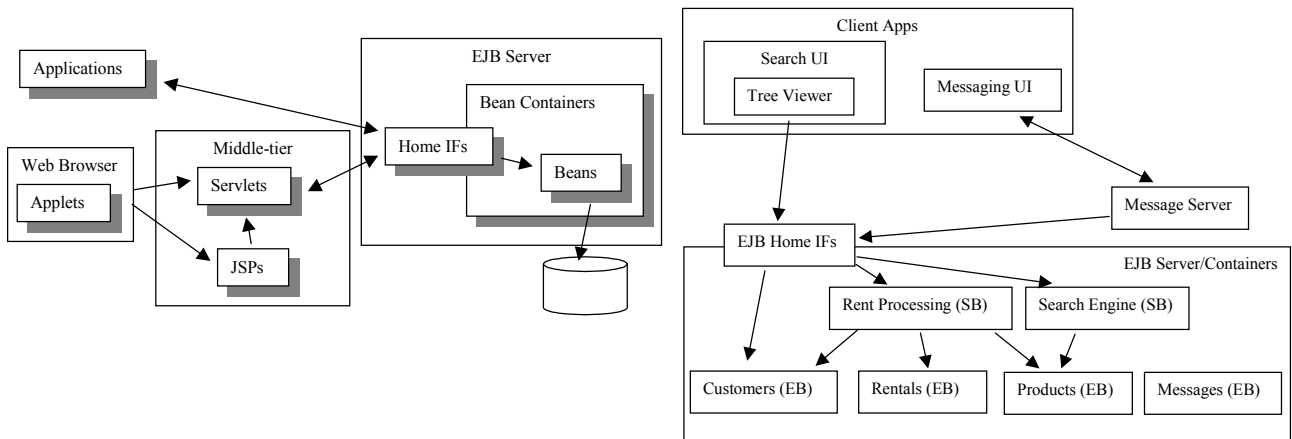 Applications
EJB Server
Bean Containers
Home IFs
Beans
Middle-tier
Web Browser
Servlets
Applets
JSPs
Client Apps
Search UI
Tree Viewer
Messaging UI
Message Server
EJB Home IFs
EJB Server/Containers
Rent Processing (SB)
Search Engine (SB)
Customers (EB)
Rentals (EB)
Products (EB)
Messages (EB)